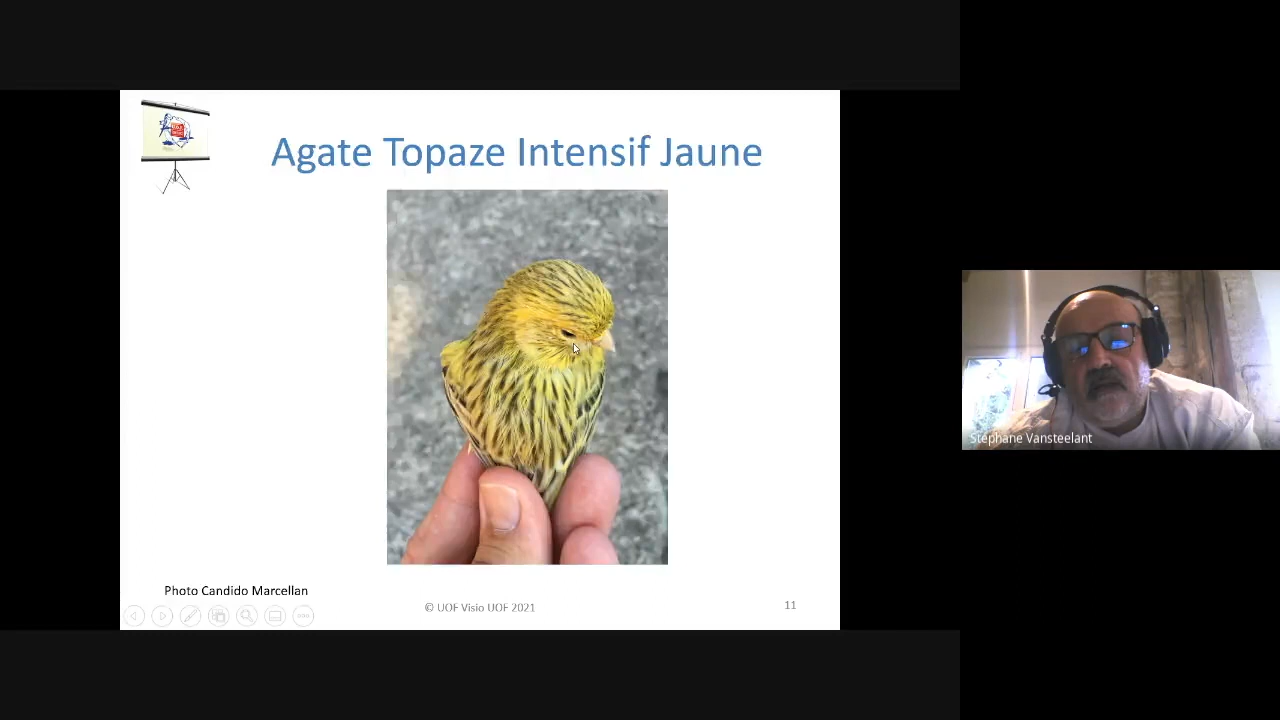 Agate Topaze Intensif Jaune
Stephane Vansteelant
Photo Candido Marcellan
© UOF Visio UOF 2021
11